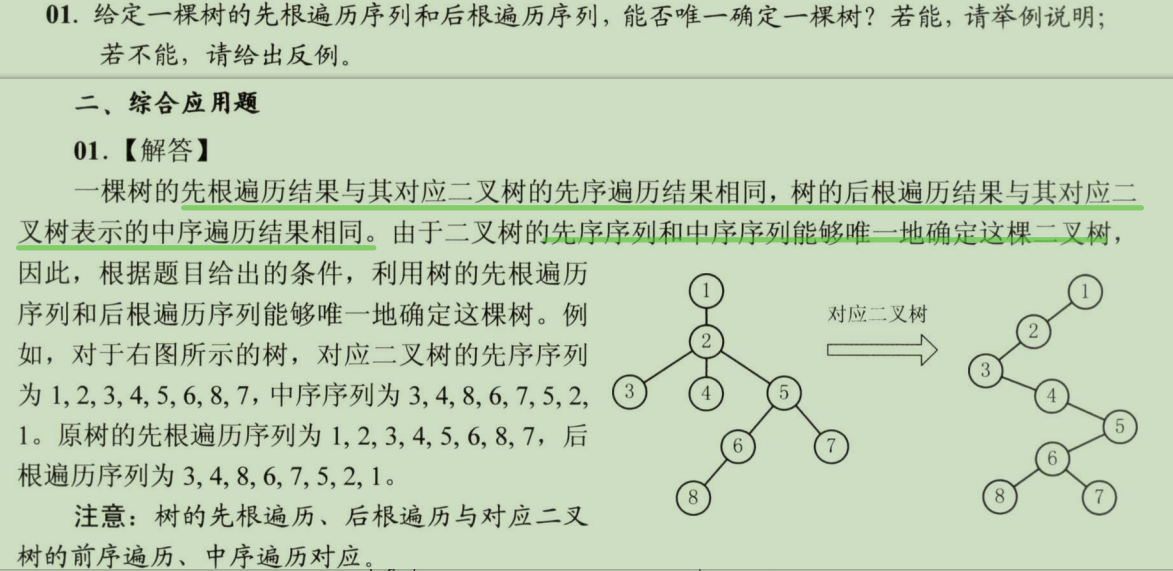 01. 给定一棵树的先根遍历序列和后根遍历序列，能否唯一确定一棵树？若能，请举例说明；
若不能，请给出反例。
二、综合应用题
01.【解答】
一棵树的先根遍历结果与其对应二叉树的先序遍历结果相同，树的后根遍历结果与其对应二
叉树表示的中序遍历结果相同。由于二叉树的先序序列和中序序列能够唯一地确定这棵二叉树，
因此，根据题目给出的条件，利用树的先根遍历
序列和后根遍历序列能够唯一地确定这棵树。例
如，对于右图所示的树，对应二叉树的先序序列
为 1, 2, 3, 4, 5, 6, 8, 7，中序序列为 3, 4, 8, 6, 7, 5, 2,
1。原树的先根遍历序列为 1, 2, 3, 4, 5, 6, 8, 7，后
根遍历序列为 3, 4, 8, 6, 7, 5, 2, 1。
注意：树的先根遍历、后根遍历与对应二叉
树的前序遍历、中序遍历对应。
1
2
3 4 5
6 7
8
对应二叉树
1
2
3
4
5
6
8 7